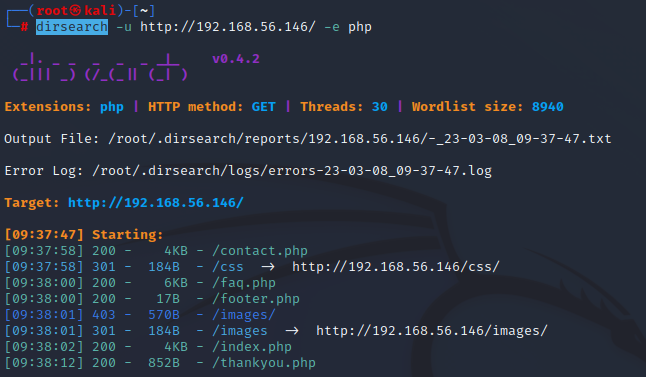 ┌──(root㉿kali)-[~]
└─# dirsearch -u http://192.168.56.146/ -e php
  _|. _ _  _  _  _ _|_    v0.4.2
 (_||| _) (/_(_|| (_| )
Extensions: php | HTTP method: GET | Threads: 30 | Wordlist size: 8940
Output File: /root/.dirsearch/reports/192.168.56.146/-_23-03-08_09-37-47.txt
Error Log: /root/.dirsearch/logs/errors-23-03-08_09-37-47.log
Target: http://192.168.56.146/
[09:37:47] Starting:
[09:37:58] 200 -    4KB - /contact.php
[09:37:58] 301 -  184B  - /css  →  http://192.168.56.146/css/
[09:38:00] 200 -    6KB - /faq.php
[09:38:00] 200 -   17B  - /footer.php
[09:38:01] 403 -  570B  - /images/
[09:38:01] 301 -  184B  - /images  →  http://192.168.56.146/images/
[09:38:02] 200 -    4KB - /index.php
[09:38:12] 200 -  852B  - /thankyou.php